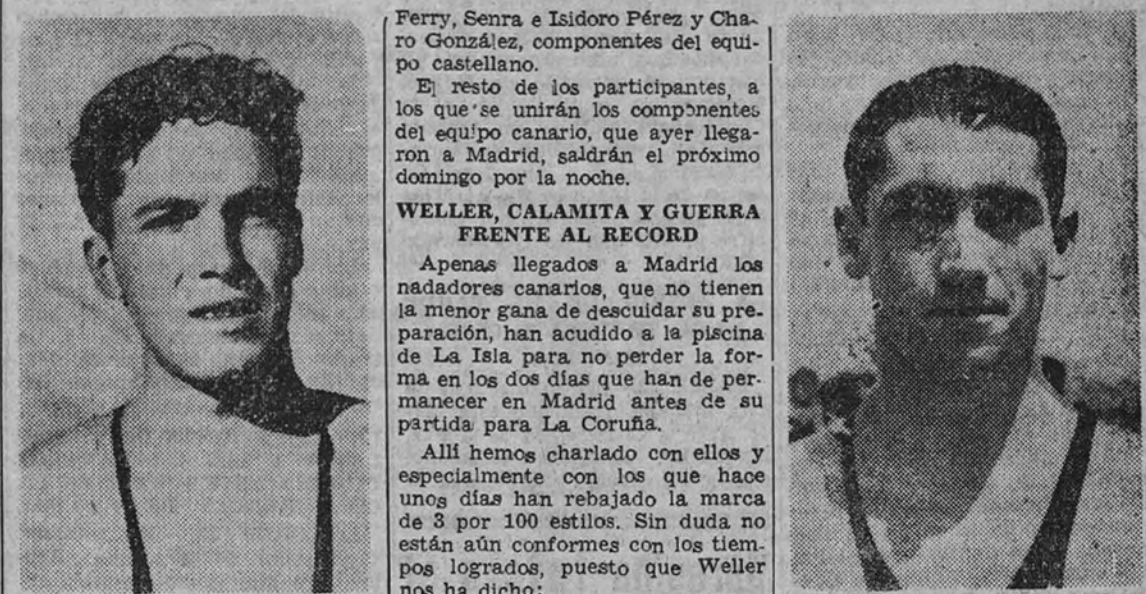 Ferry, Senra e Isidoro Pérez y Cha-
ro González, componentes del equi-
po castellano.
El resto de los participantes, a
los que se unirán los componentes
del equipo canario, que ayer llega-
ron a Madrid, saldrán el próximo
domingo por la noche.
WELLER, CALAMITA Y GUERRA
FRENTE AL RECORD
Apenas llegados a Madrid los
nadadores canarios, que no tienen
la menor gana de descuidar su pre-
paración, han acudido a la piscina
de La Isla para no perder la for-
ma en los dos días que han de per-
manecer en Madrid antes de su
partida para La Coruña.
Allí hemos charlado con ellos y
especialmente con los que hace
unos días han rebajado la marca
de 3 por 100 estilos. Sin duda no
están aún conformes con los tiem-
pos logrados, puesto que Weller
nos ha dicho: